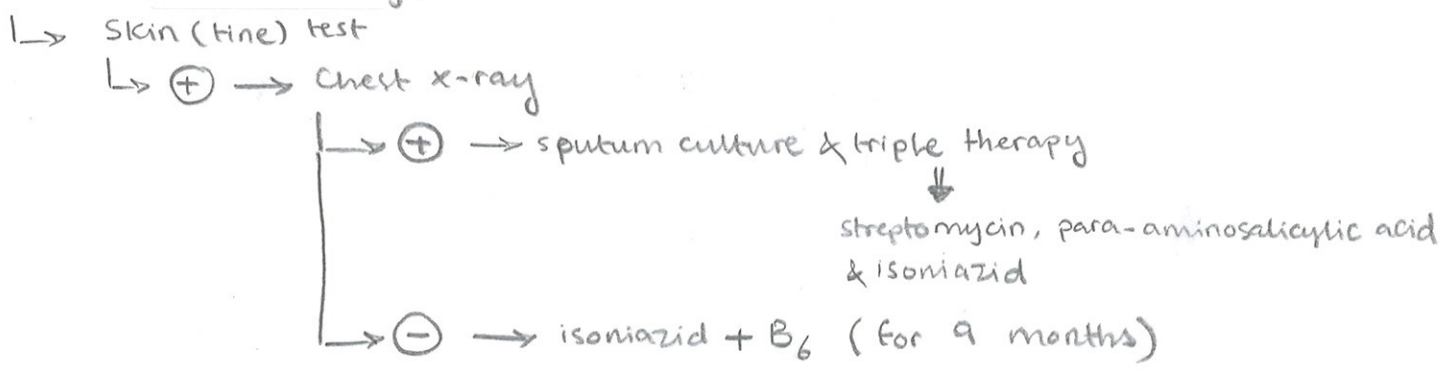 ↳ Skin (tine) test
↳ ⊕ → Chest x-ray
↳ ⊕ → sputum culture & triple therapy
⇓
streptomycin, para-aminosalicylic acid
& isoniazid
↳ ⊖ → isoniazid + B₆ (for 9 months)